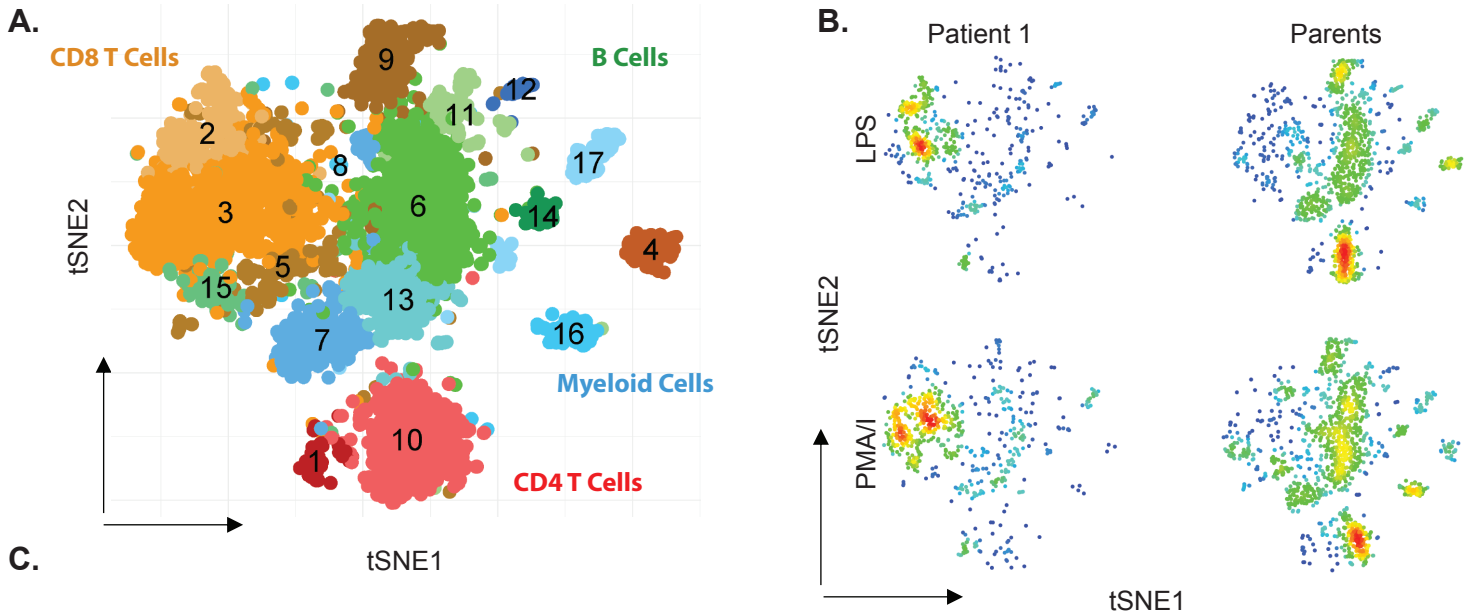 A.
CD8 T Cells
B Cells
9
12
2
11
8
17
3
6
14
4
5
15
13
7
16
Myeloid Cells
10
1
CD4 T Cells
tSNE2
tSNE1
B.
Patient 1
Parents
LPS
PMA/I
tSNE2
tSNE1
C.